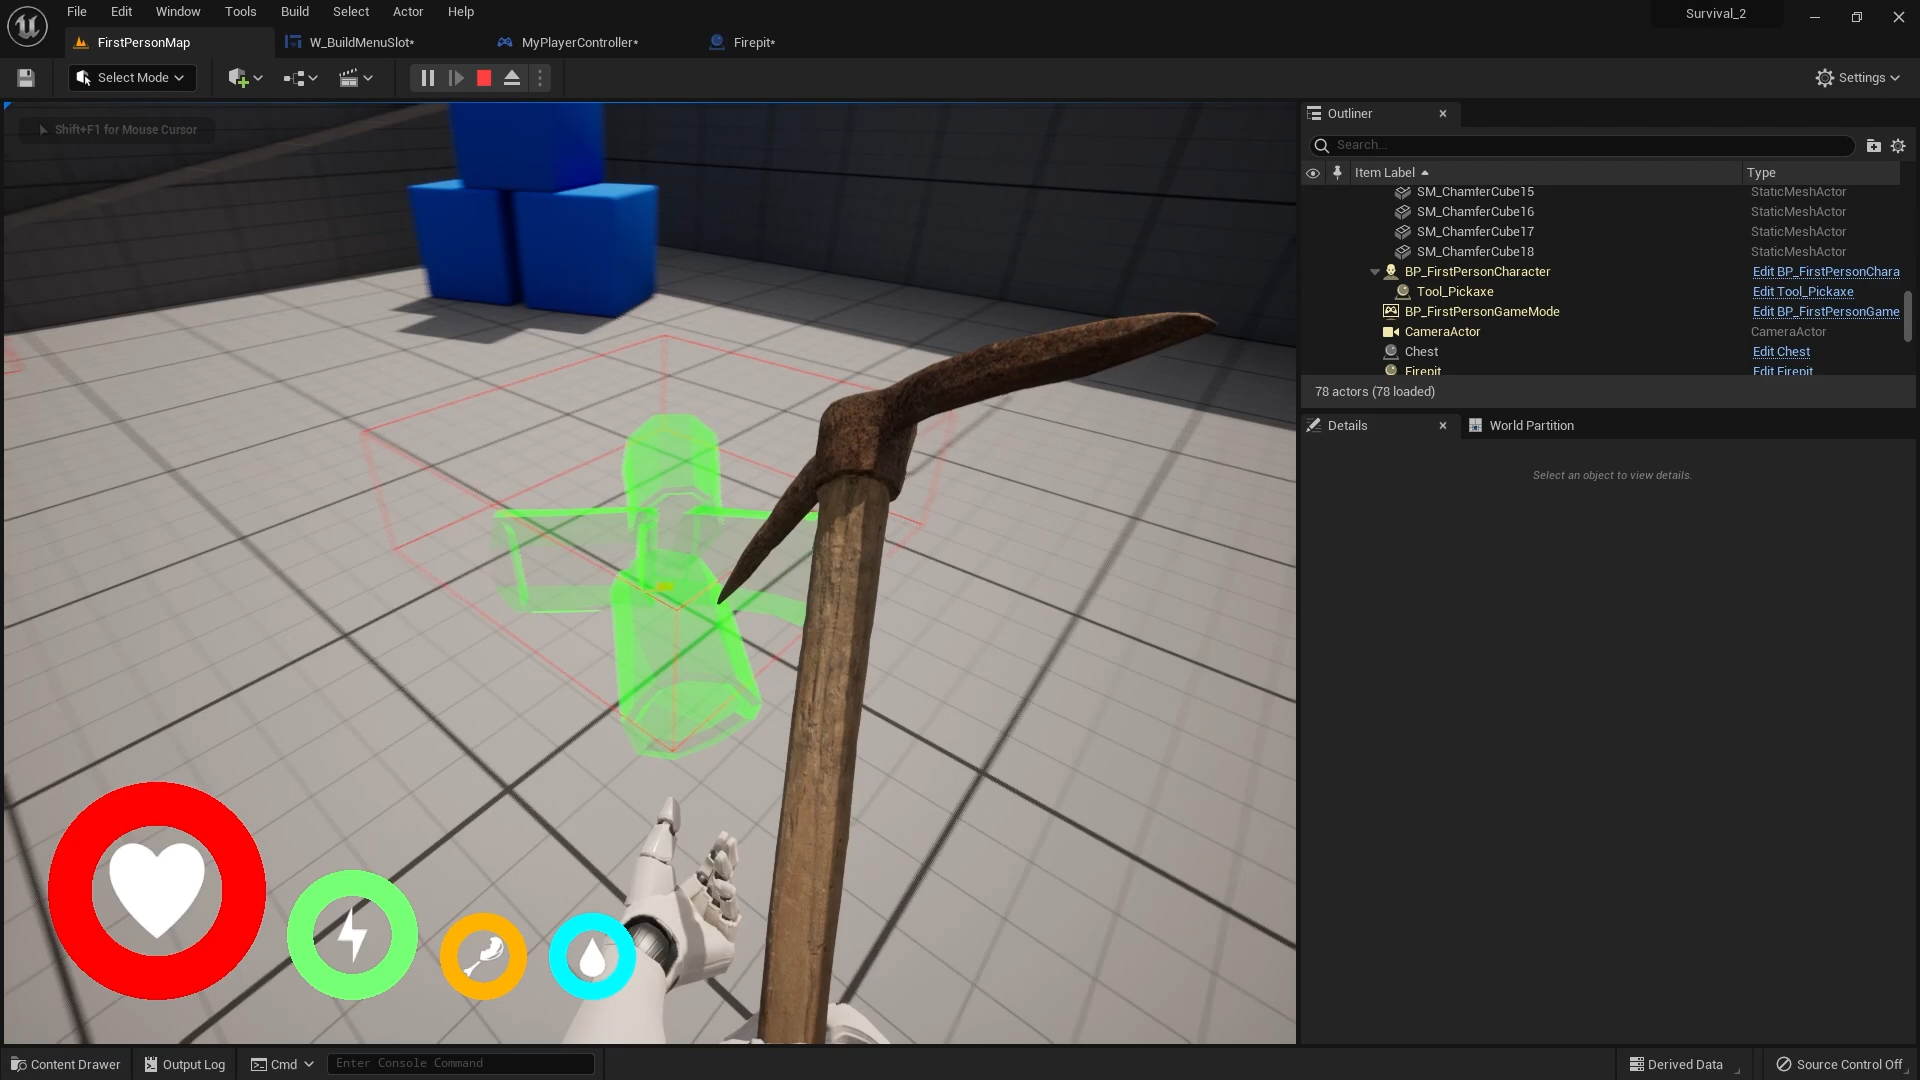 File Edit Window Tools Build Select Actor Help
Survival_2
FirstPersonMap
W_BuildMenuSlot*
MyPlayerController*
Firepit*
Select Mode
Settings
Shift+F1 for Mouse Cursor
Outliner
Search...
Item Label
Type
SM_ChamferCube15 StaticMeshActor
SM_ChamferCube16 StaticMeshActor
SM_ChamferCube17 StaticMeshActor
SM_ChamferCube18 StaticMeshActor
BP_FirstPersonCharacter Edit BP_FirstPersonChara
Tool_Pickaxe Edit Tool_Pickaxe
BP_FirstPersonGameMode Edit BP_FirstPersonGame
CameraActor CameraActor
Chest Edit Chest
Firepit Edit Firepit
78 actors (78 loaded)
Details
World Partition
Select an object to view details.
Content Drawer
Output Log
Cmd
Enter Console Command
Derived Data
Source Control Off